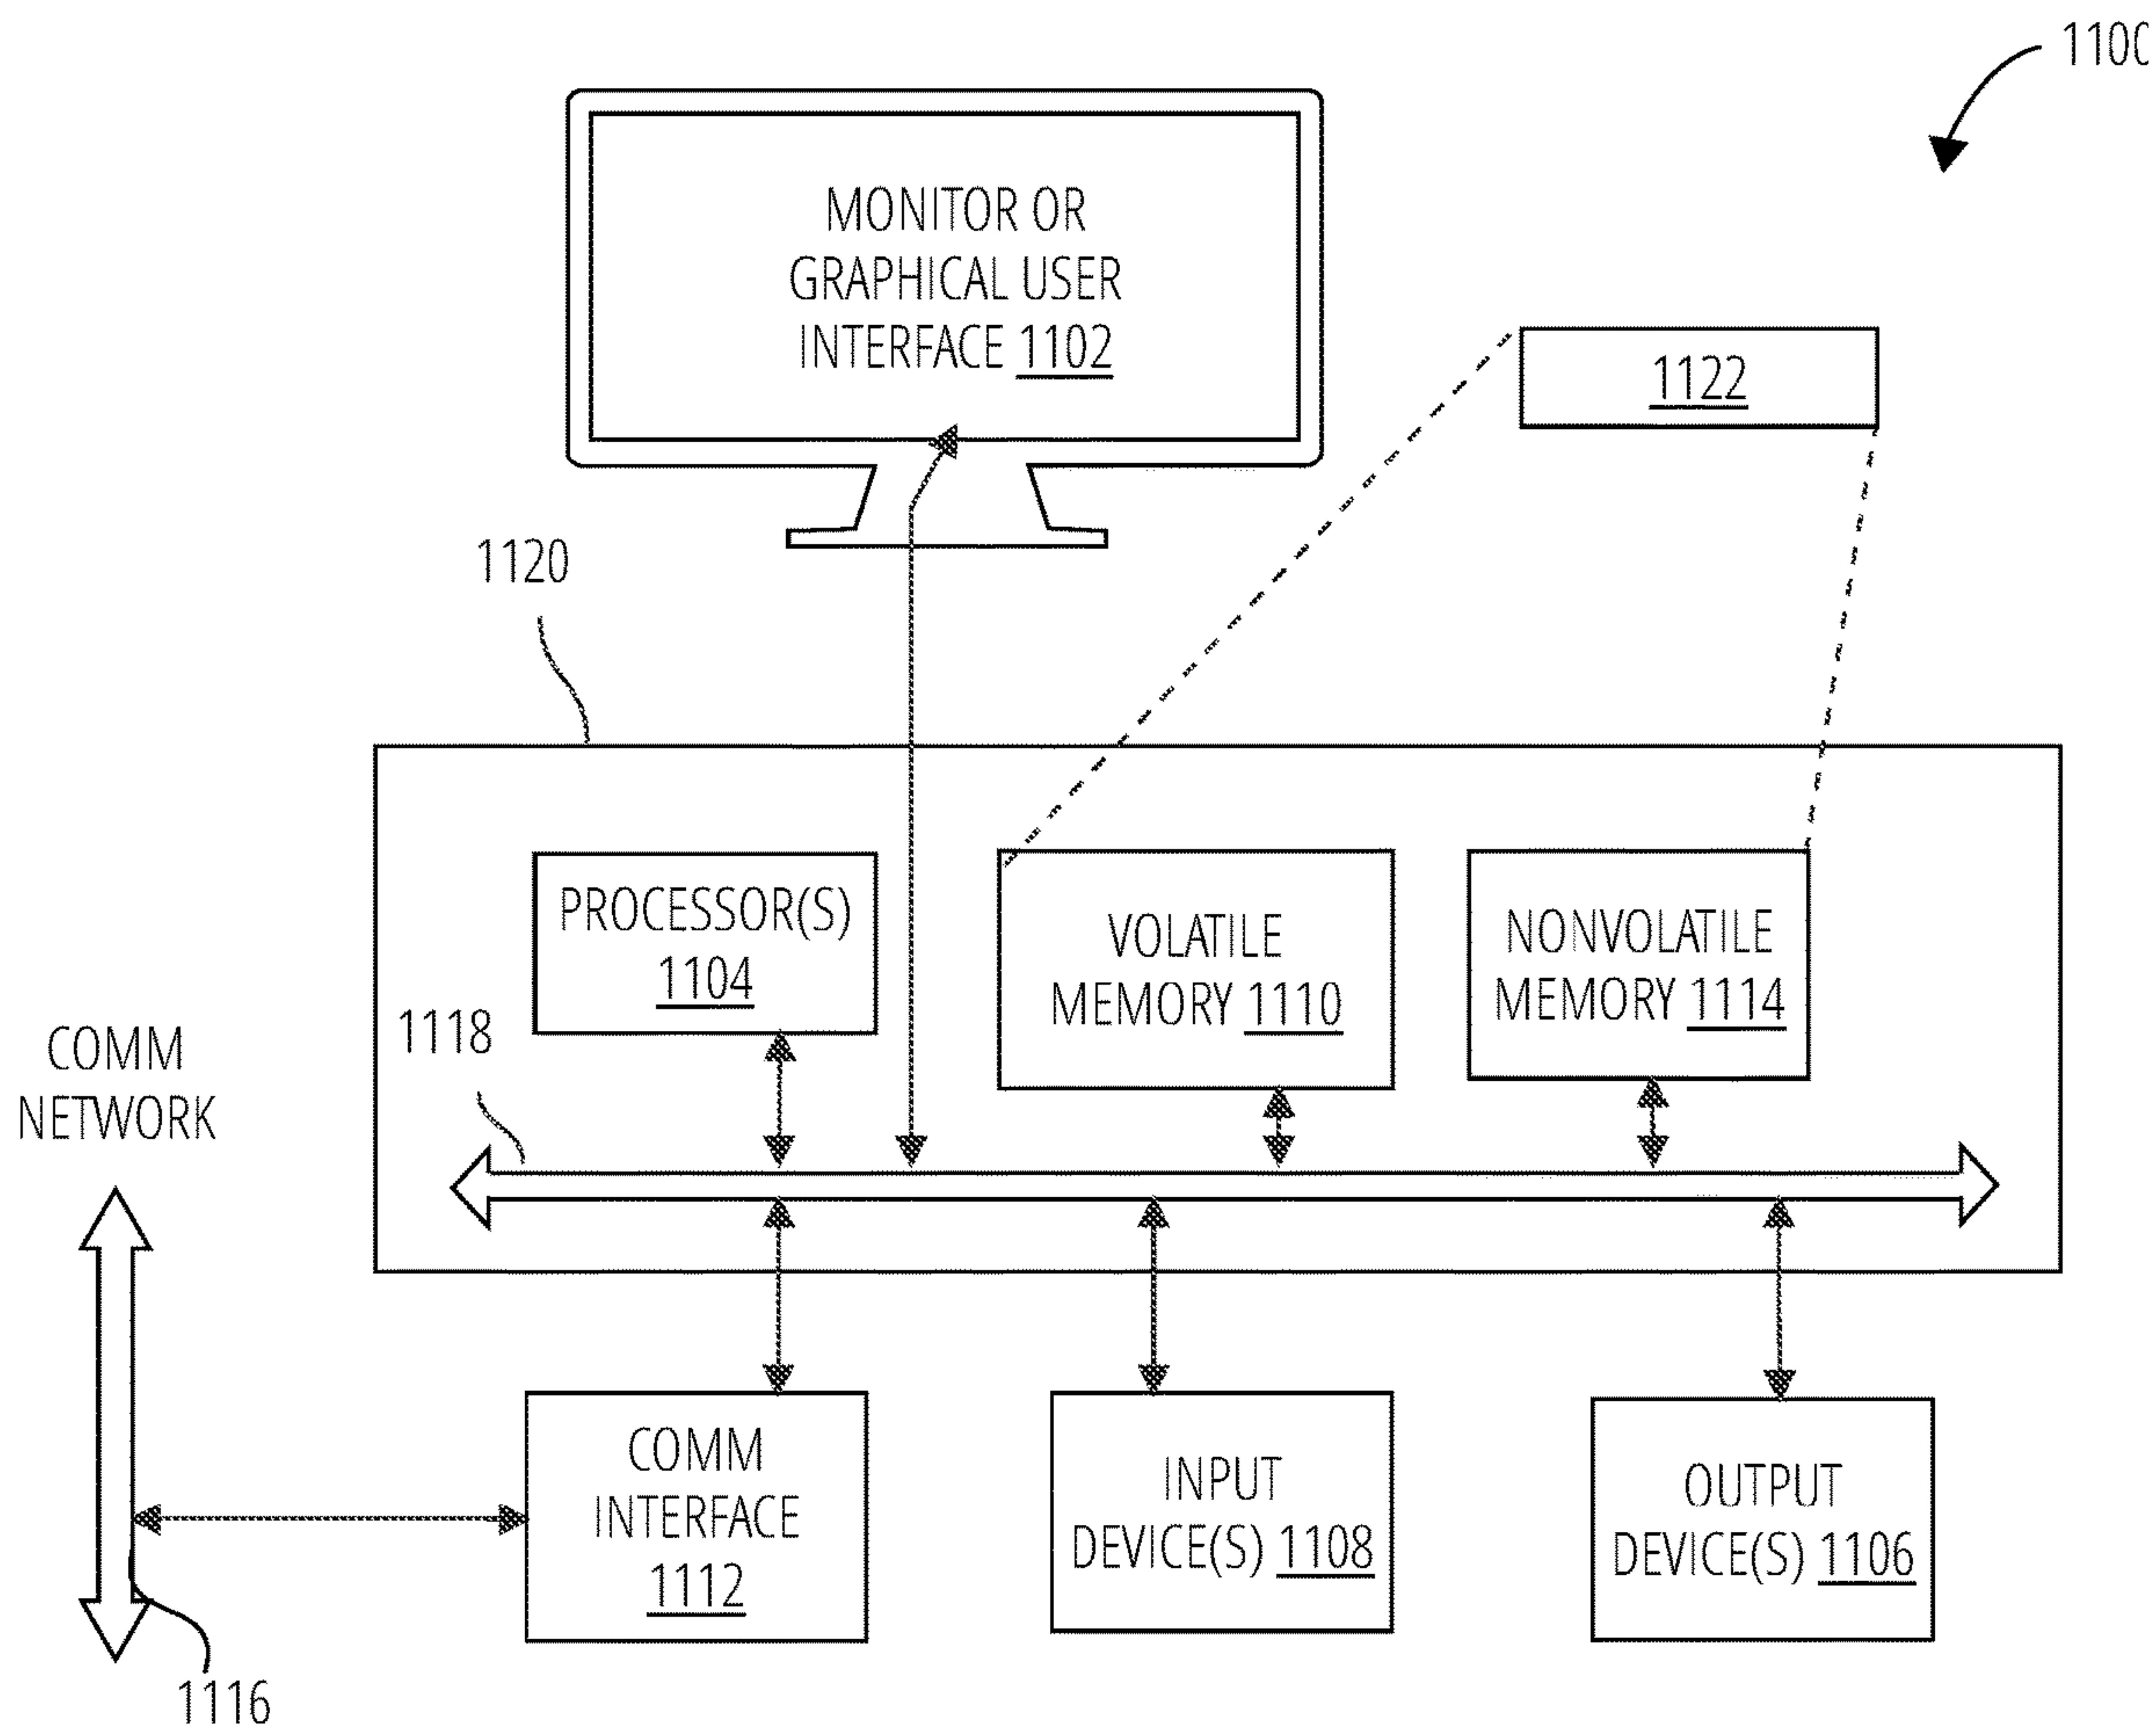 1100
MONITOR OR
GRAPHICAL USER
INTERFACE 1102
1122
1120
PROCESSOR(S)
1104
VOLATILE
MEMORY 1110
NONVOLATILE
MEMORY 1114
1118
COMM
NETWORK
COMM
INTERFACE
1112
INPUT
DEVICE(S) 1108
OUTPUT
DEVICE(S) 1106
1116